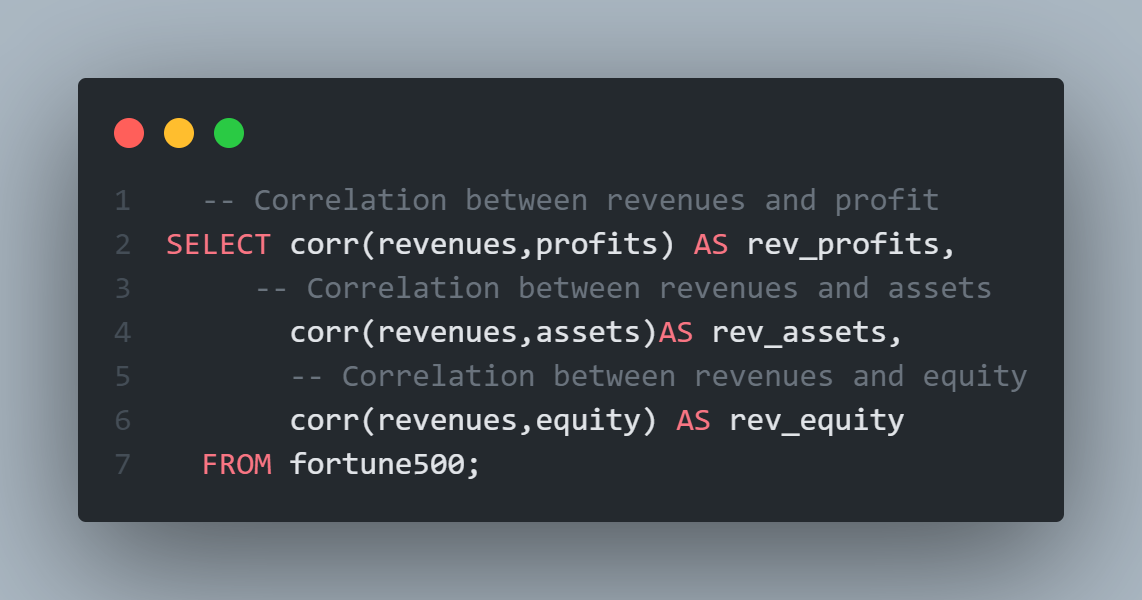 1 -- Correlation between revenues and profit
2 SELECT corr(revenues,profits) AS rev_profits,
3 -- Correlation between revenues and assets
4 corr(revenues,assets)AS rev_assets,
5 -- Correlation between revenues and equity
6 corr(revenues,equity) AS rev_equity
7 FROM fortune500;